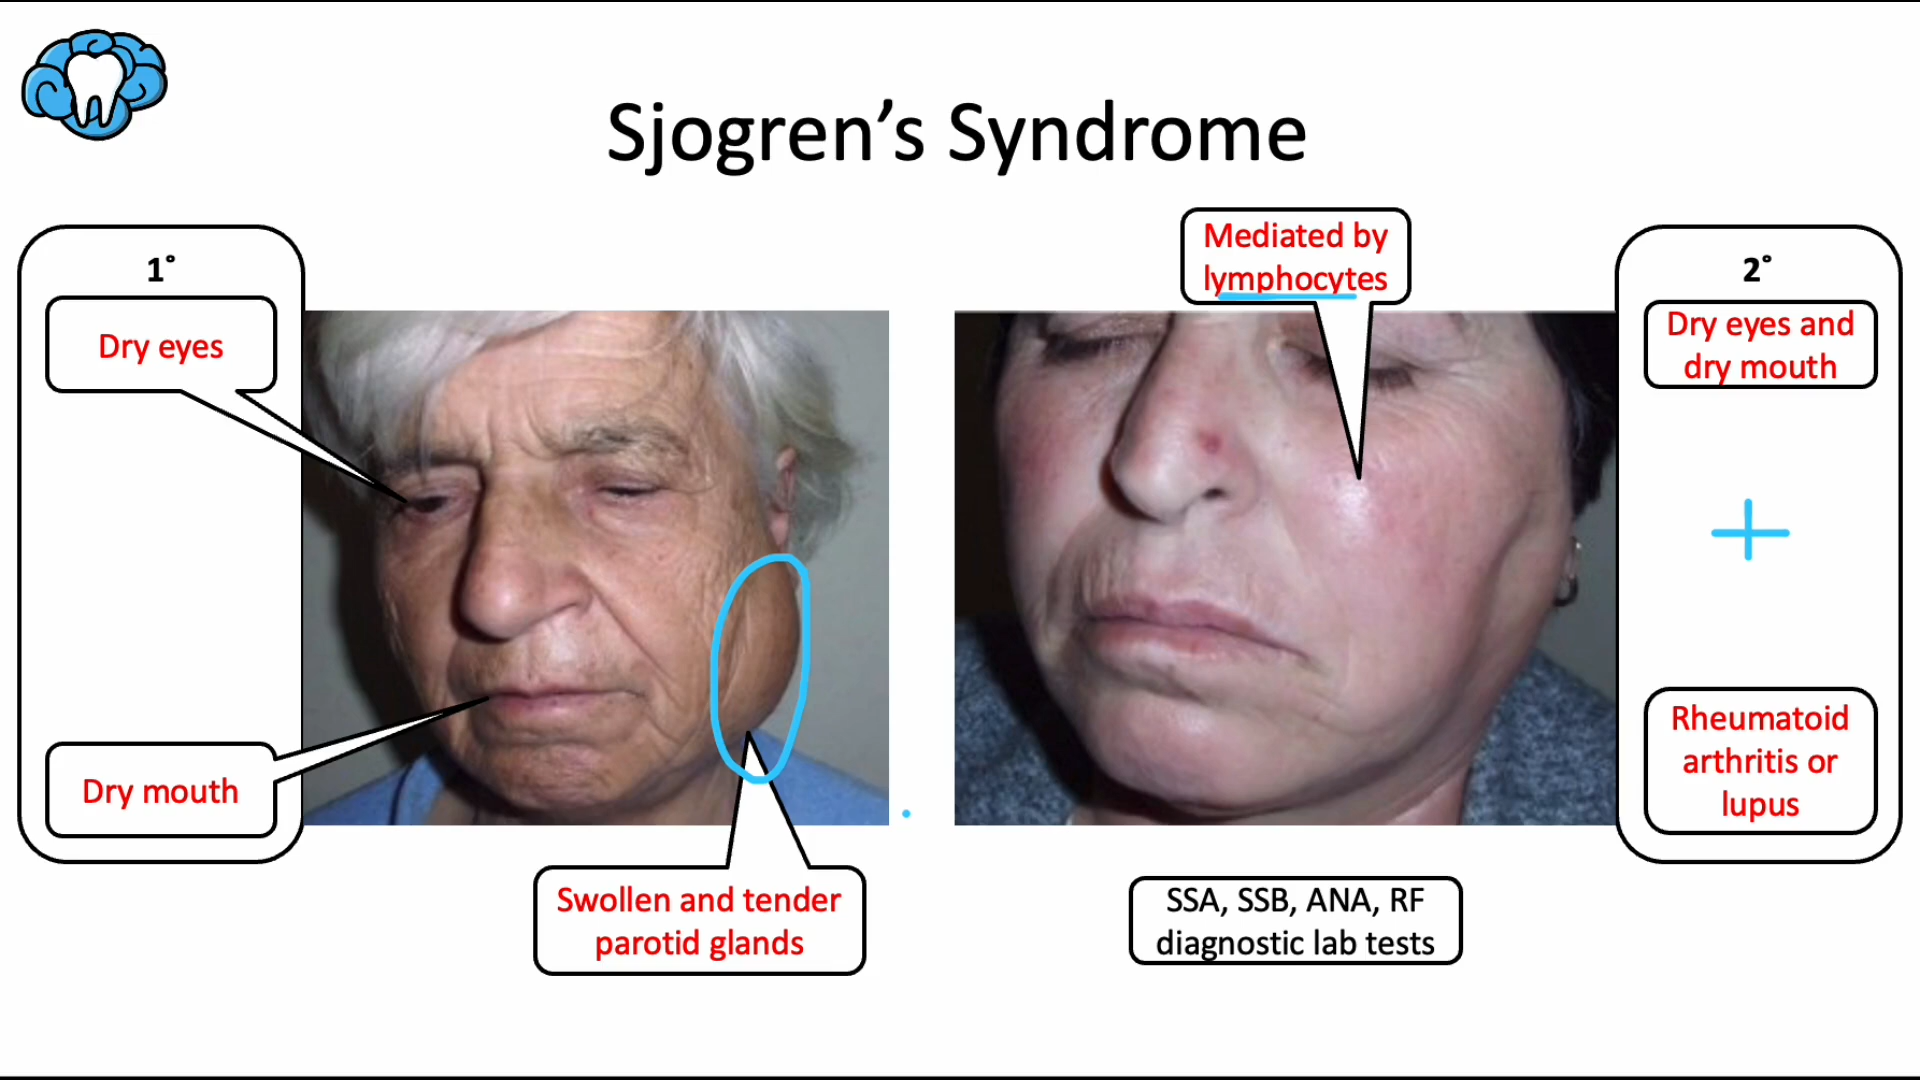 Sjogren’s Syndrome
1°
Dry eyes
Dry mouth
Swollen and tender
parotid glands
Mediated by
lymphocytes
SSA, SSB, ANA, RF
diagnostic lab tests
2°
Dry eyes and
dry mouth
Rheumatoid
arthritis or
lupus